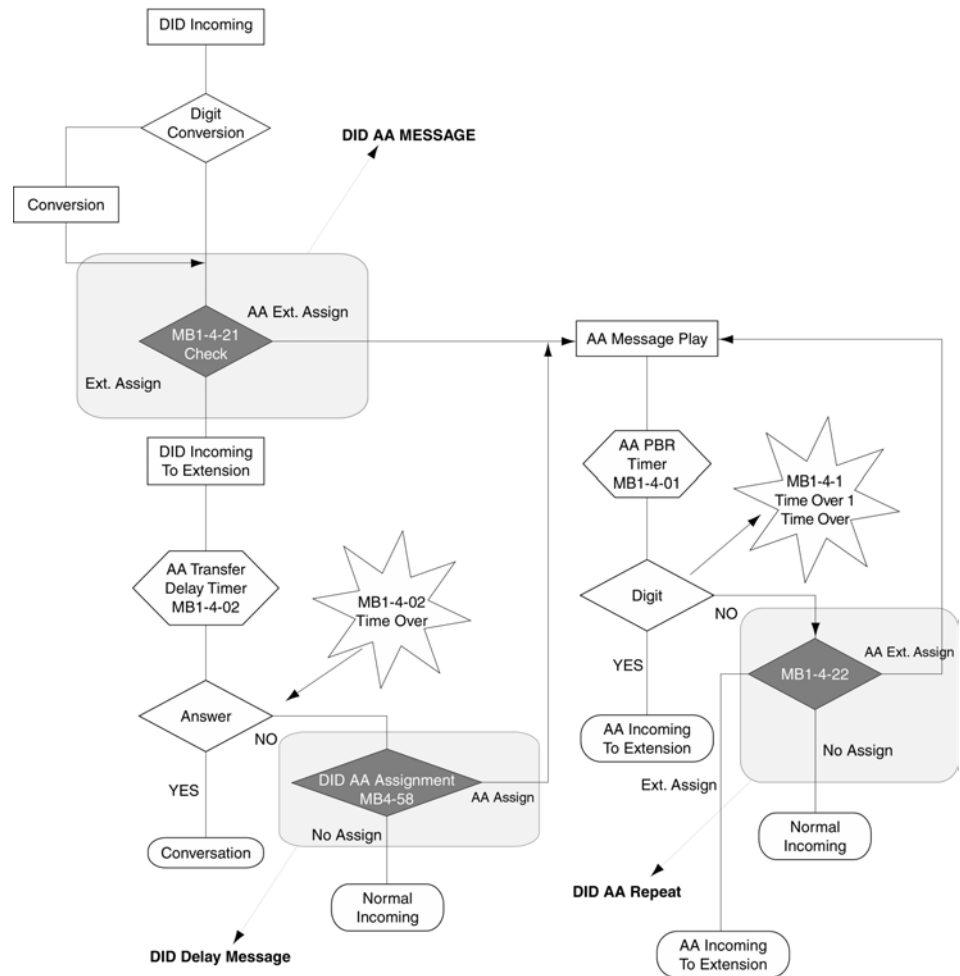 DID Incoming
Digit
Conversion
DID AA MESSAGE
Conversion
AA Ext. Assign
MB1-4-21
Check
Ext. Assign
AA Message Play
DID Incoming
To Extension
AA PBR
Timer
MB1-4-01
MB1-4-1
Time Over 1
Time Over
AA Transfer
Delay Timer
MB1-4-02
MB1-4-02
Time Over
Digit
NO
YES
AA Ext. Assign
MB1-4-22
Answer
NO
AA Incoming
To Extension
No Assign
YES
DID AA Assignment
MB4-58
AA Assign
Ext. Assign
No Assign
Conversation
Normal
Incoming
Normal
Incoming
DID AA Repeat
DID Delay Message
AA Incoming
To Extension